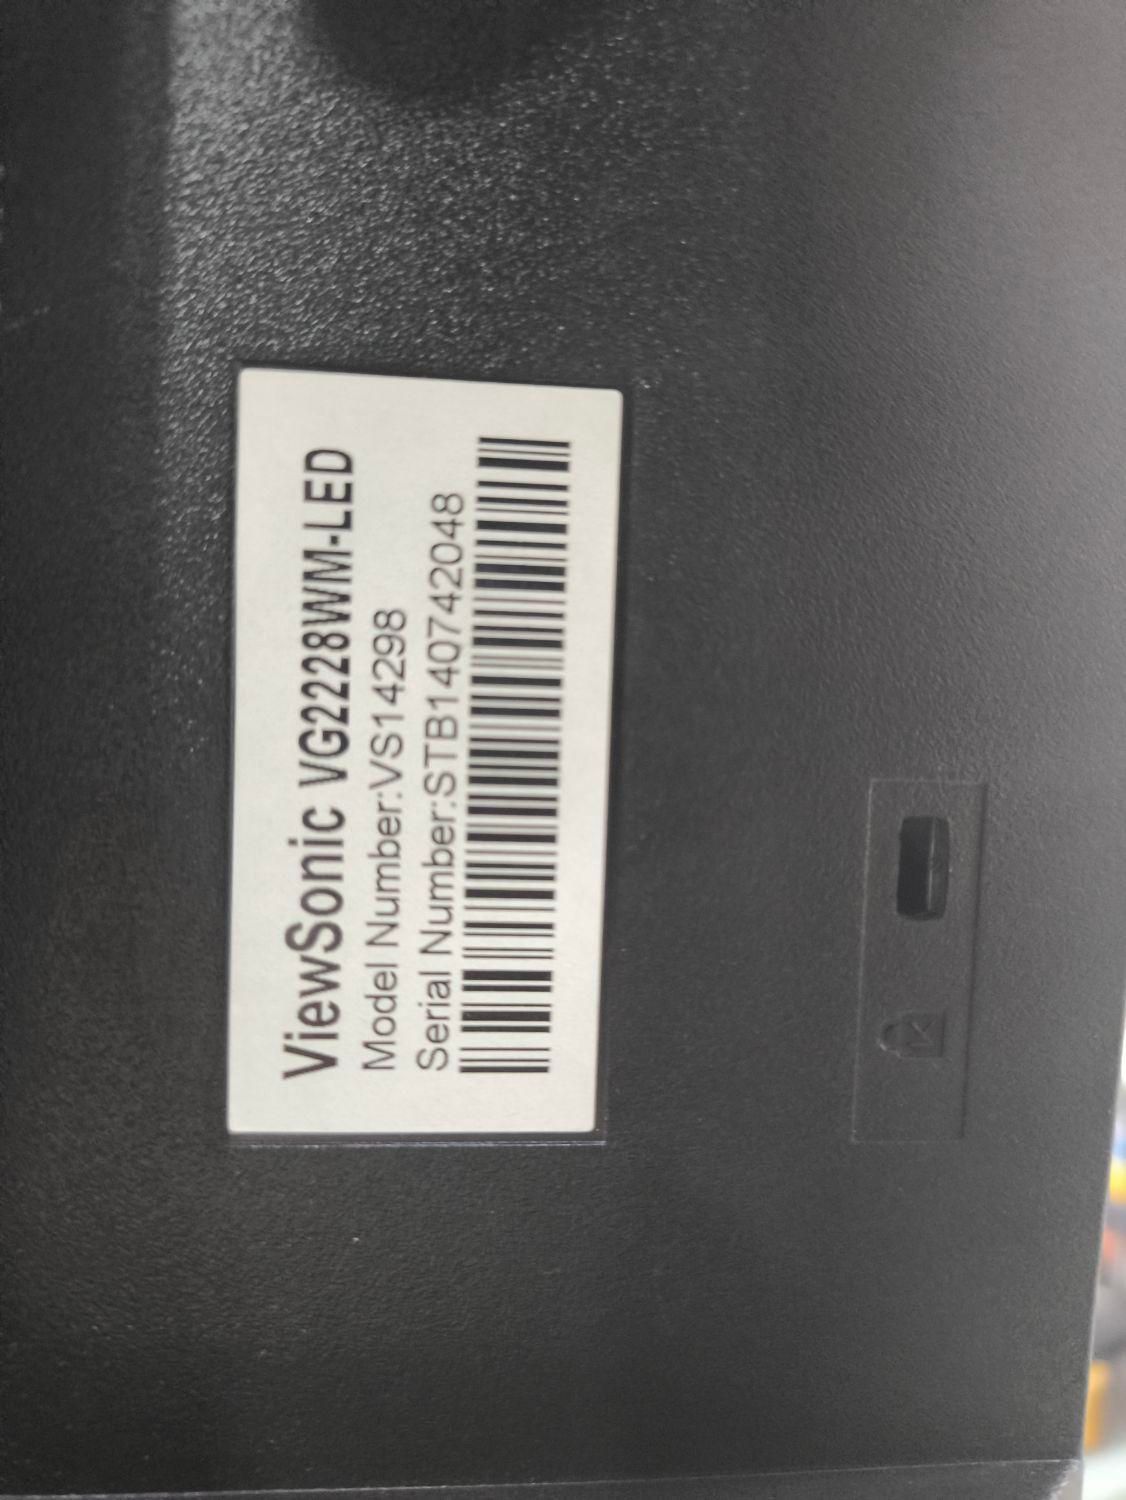 ViewSonic VG2228WM-LED
Model Number:VS14298
Serial Number:STB140742048